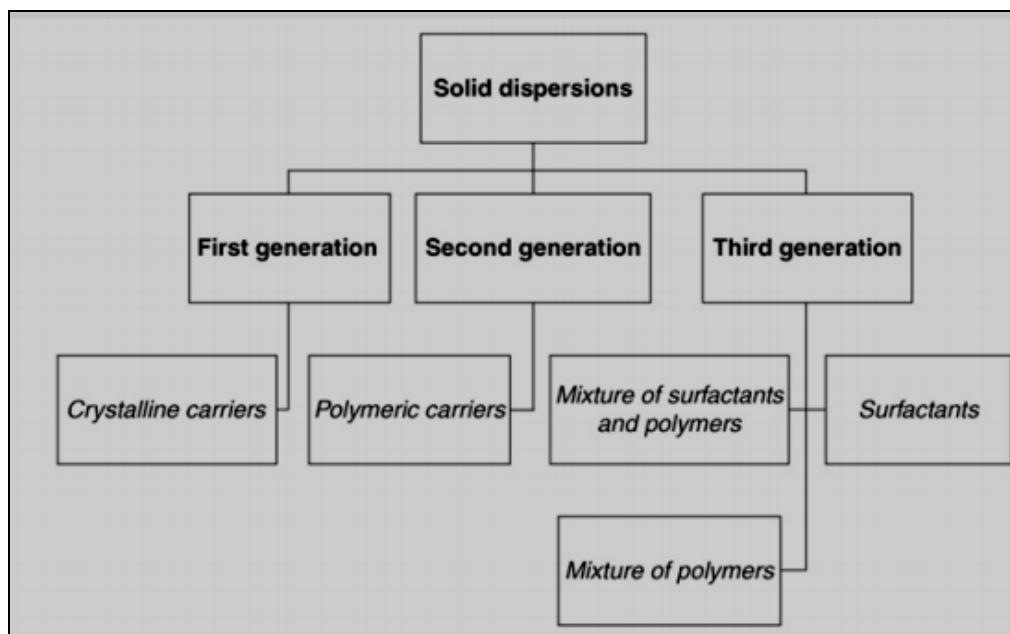 Solid dispersions
First generation
Second generation
Third generation
Crystalline carriers
Polymeric carriers
Mixture of surfactants
and polymers
Surfactants
Mixture of polymers